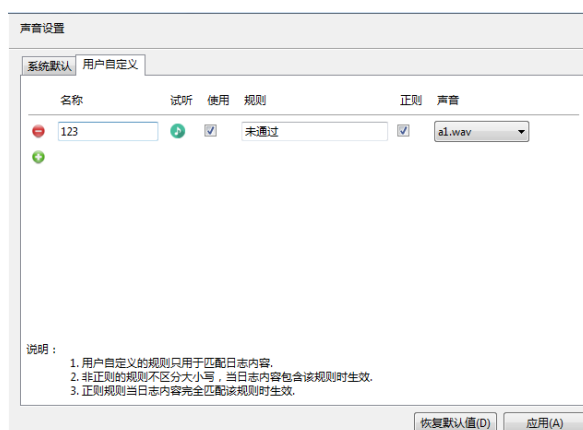 声音设置
系统默认 用户自定义
名称 试听 使用 规则 正则 声音
123 未通过 a1.wav
说明：
1. 用户自定义的规则只用于匹配日志内容.
2. 非正则的规则不区分大小写，当日志内容包含该规则时生效.
3. 正则规则当日志内容完全匹配该规则时生效.
恢复默认值(D) 应用(A)